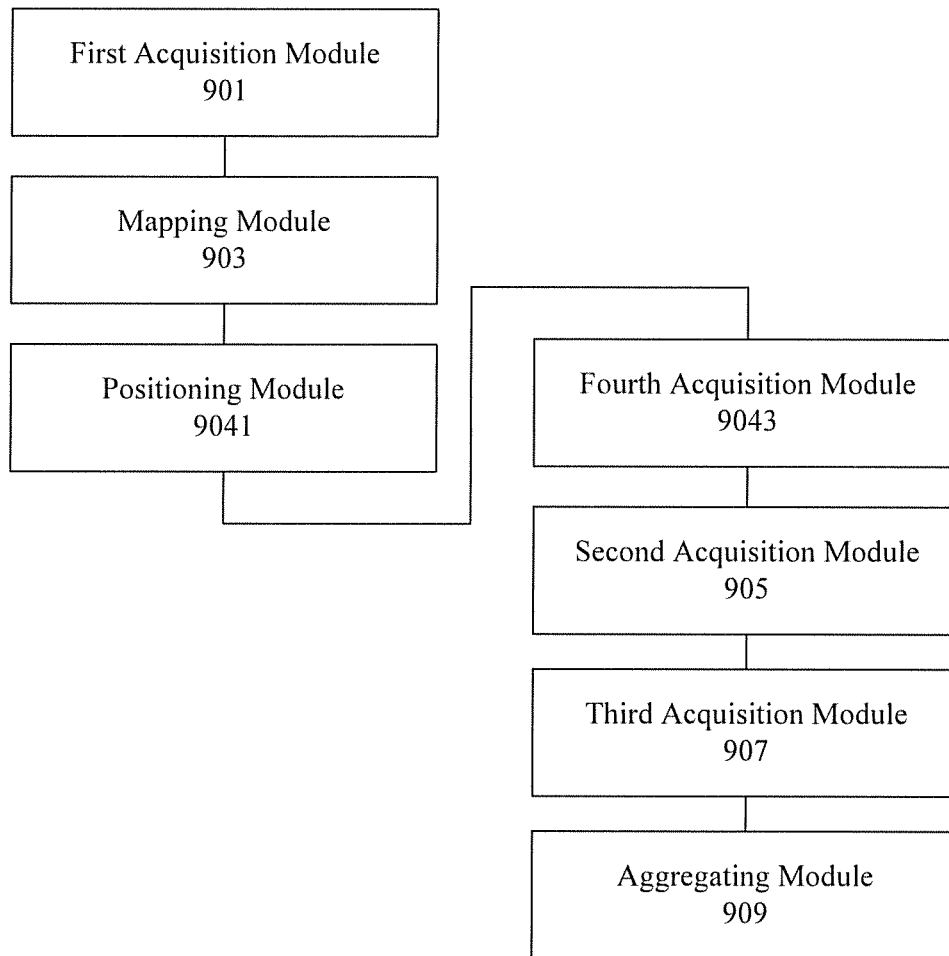 First Acquisition Module
901
Mapping Module
903
Positioning Module
9041
Fourth Acquisition Module
9043
Second Acquisition Module
905
Third Acquisition Module
907
Aggregating Module
909